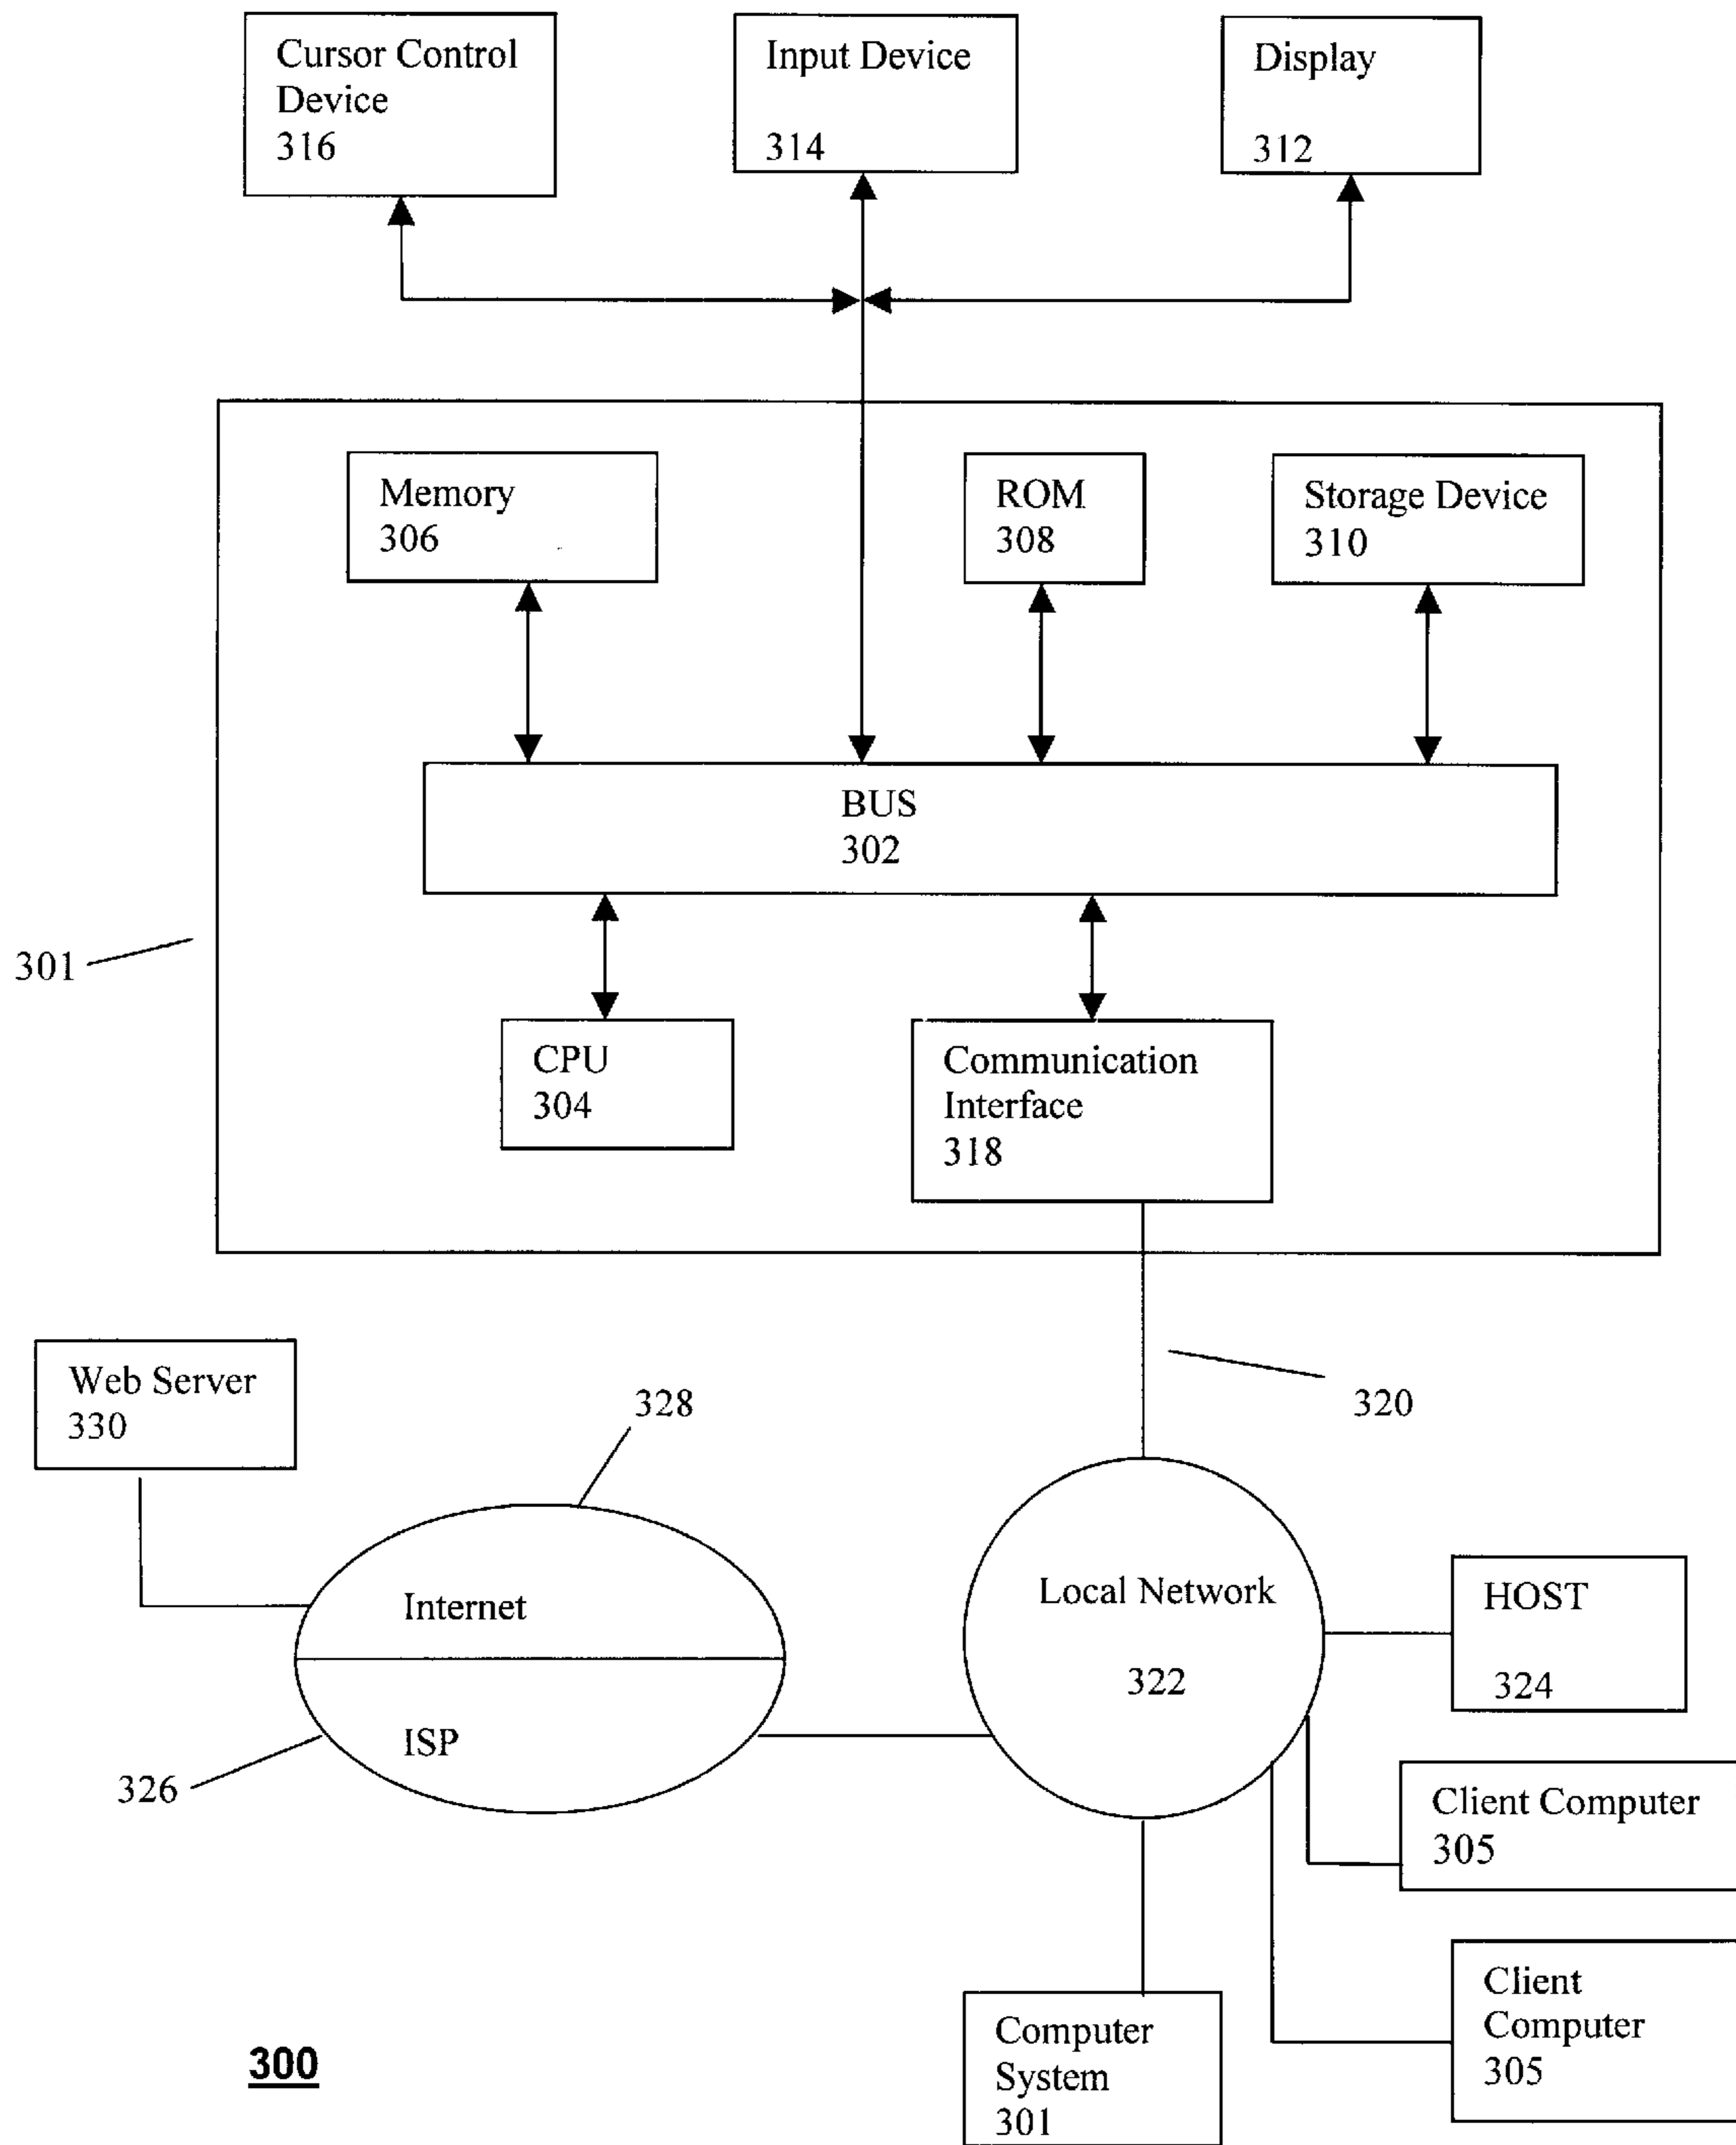 Cursor Control
Device
316
Input Device
314
Display
312
Memory
306
ROM
308
Storage Device
310
BUS
302
301
CPU
304
Communication
Interface
318
Web Server
330
328
320
Internet
ISP
326
Local Network
322
HOST
324
Client Computer
305
Client
Computer
305
Computer
System
301
300